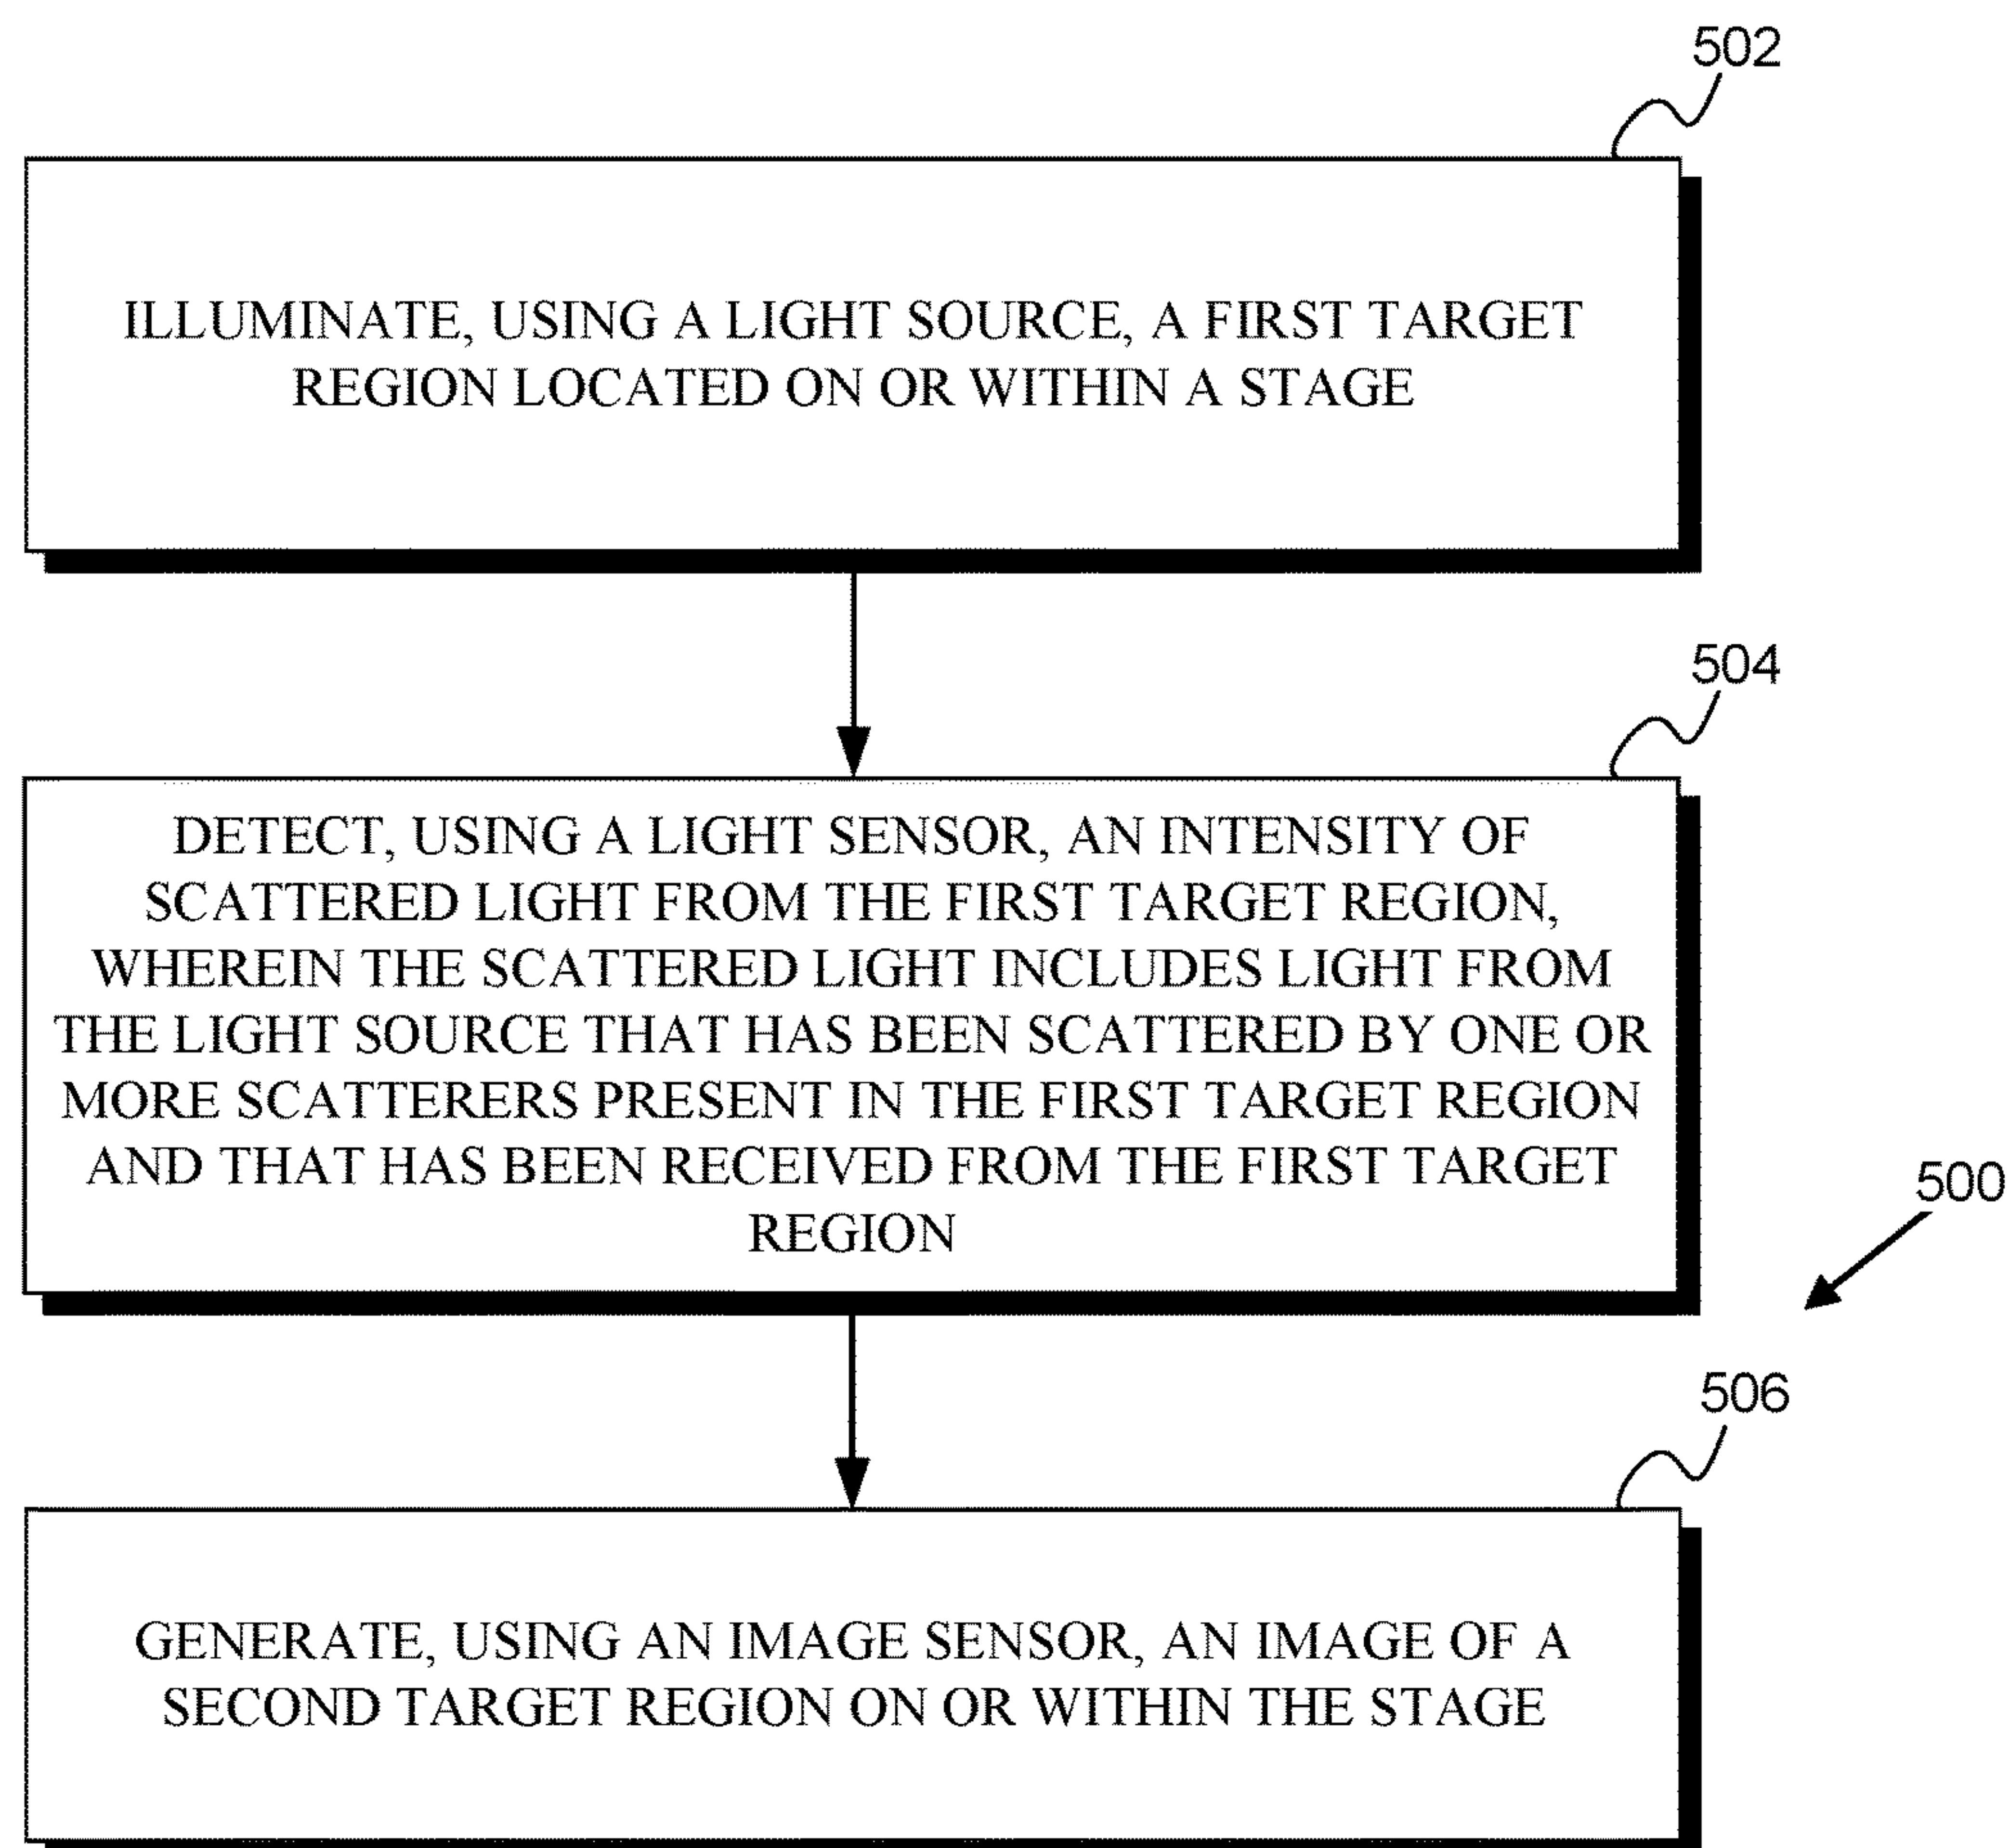 502
ILLUMINATE, USING A LIGHT SOURCE, A FIRST TARGET
REGION LOCATED ON OR WITHIN A STAGE
504
DETECT, USING A LIGHT SENSOR, AN INTENSITY OF
SCATTERED LIGHT FROM THE FIRST TARGET REGION,
WHEREIN THE SCATTERED LIGHT INCLUDES LIGHT FROM
THE LIGHT SOURCE THAT HAS BEEN SCATTERED BY ONE OR
MORE SCATTERERS PRESENT IN THE FIRST TARGET REGION
AND THAT HAS BEEN RECEIVED FROM THE FIRST TARGET
REGION
500
506
GENERATE, USING AN IMAGE SENSOR, AN IMAGE OF A
SECOND TARGET REGION ON OR WITHIN THE STAGE